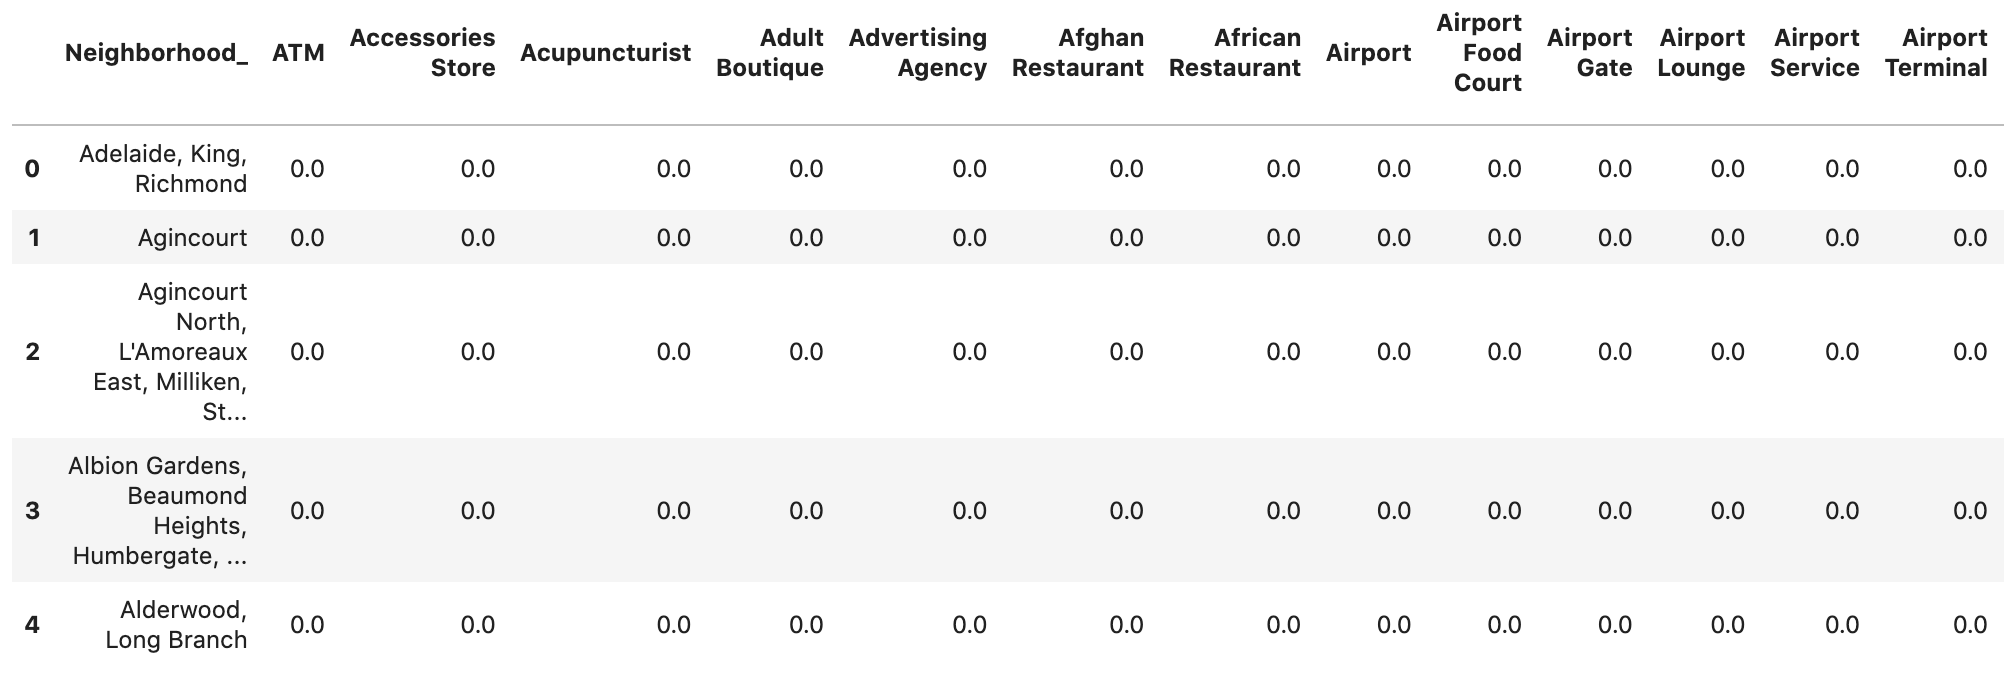 Neighborhood_ ATM Accessories Store Acupuncturist Adult Boutique Advertising Agency Afghan Restaurant African Restaurant Airport Airport Food Court Airport Gate Airport Lounge Airport Service Airport Terminal
0 Adelaide, King, Richmond 0.0 0.0 0.0 0.0 0.0 0.0 0.0 0.0 0.0 0.0 0.0 0.0 0.0
1 Agincourt 0.0 0.0 0.0 0.0 0.0 0.0 0.0 0.0 0.0 0.0 0.0 0.0 0.0
2 Agincourt North, L'Amoreaux East, Milliken, St... 0.0 0.0 0.0 0.0 0.0 0.0 0.0 0.0 0.0 0.0 0.0 0.0 0.0
3 Albion Gardens, Beaumond Heights, Humbergate, ... 0.0 0.0 0.0 0.0 0.0 0.0 0.0 0.0 0.0 0.0 0.0 0.0 0.0
4 Alderwood, Long Branch 0.0 0.0 0.0 0.0 0.0 0.0 0.0 0.0 0.0 0.0 0.0 0.0 0.0